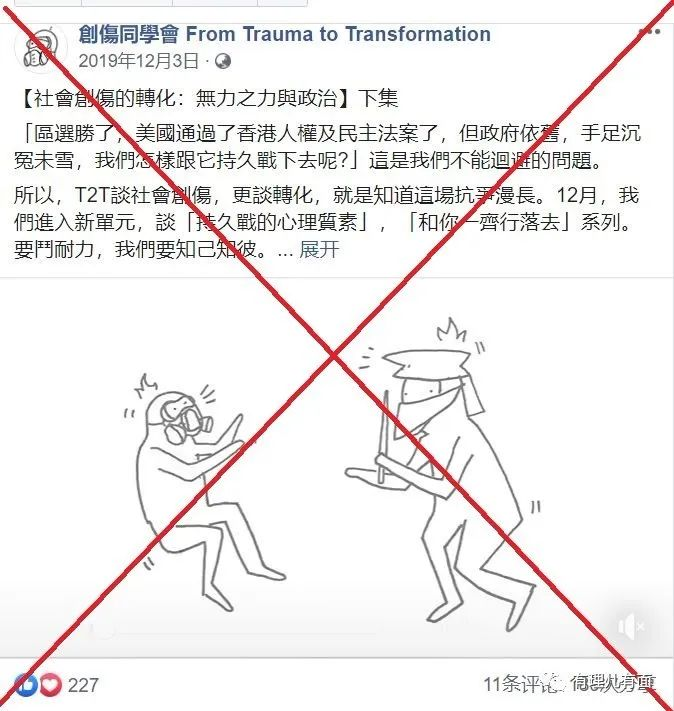 創傷同學會 From Trauma to Transformation
2019年12月3日
【社會創傷的轉化：無力之力與政治】下集
「區選勝了，美國通過了香港人權及民主法案了，但政府依舊，手足沉
冤未雪，我們怎樣跟它持久戰下去呢?」這是我們不能迴避的問題。
所以，T2T談社會創傷，更談轉化，就是知道這場抗爭漫長。12月，我
們進入新單元，談「持久戰的心理質素」，「和你一齊行落去」系列。
要鬥耐力，我們要知己知彼。... 展开
227
11条评论
有理儿有面